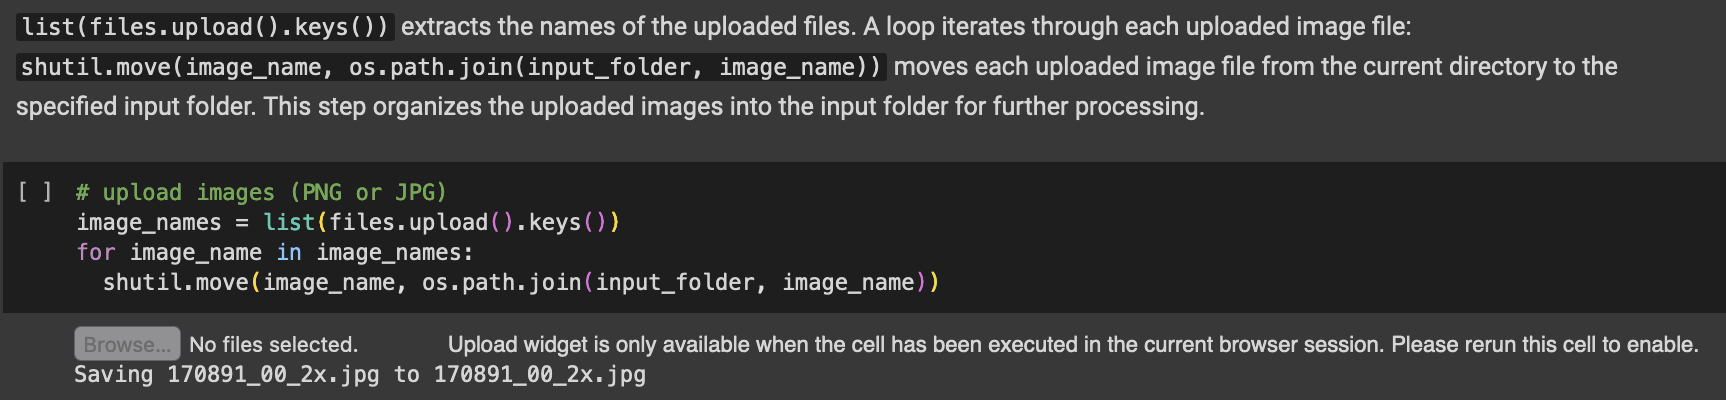 list(files.upload().keys()) extracts the names of the uploaded files. A loop iterates through each uploaded image file:
shutil.move(image_name, os.path.join(input_folder, image_name)) moves each uploaded image file from the current directory to the
specified input folder. This step organizes the uploaded images into the input folder for further processing.
[ ] # upload images (PNG or JPG)
image_names = list(files.upload().keys())
for image_name in image_names:
  shutil.move(image_name, os.path.join(input_folder, image_name))
Browse... No files selected. Upload widget is only available when the cell has been executed in the current browser session. Please rerun this cell to enable.
Saving 170891_00_2x.jpg to 170891_00_2x.jpg